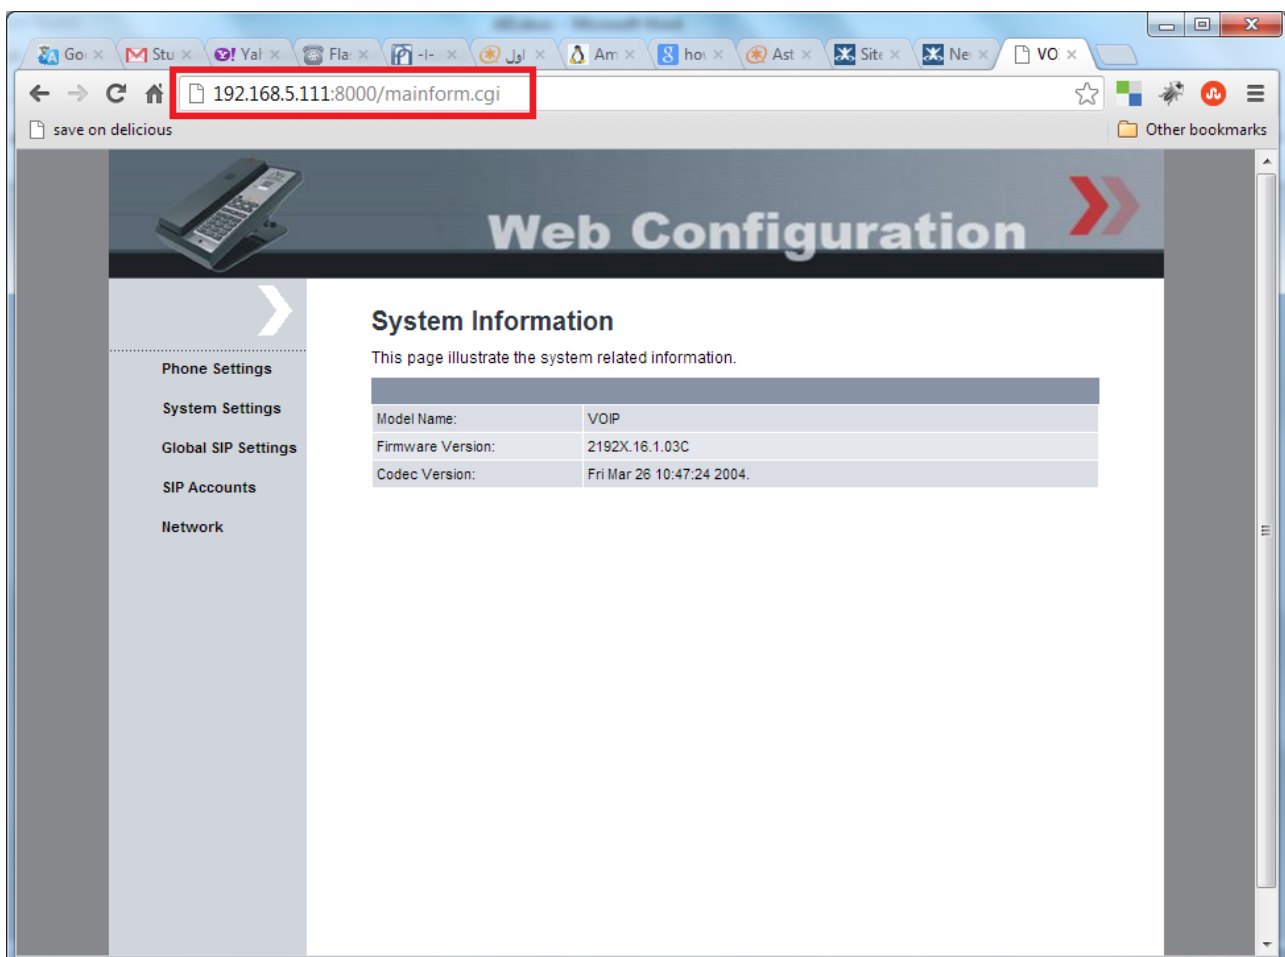 Stu
Yah
Fla
-|-
اول
Am
hov
Ast
Site
Ne
VO
192.168.5.111:8000/mainform.cgi
save on delicious
Other bookmarks
Web Configuration
System Information
This page illustrate the system related information.
Phone Settings
System Settings
Global SIP Settings
SIP Accounts
Network
Model Name: VOIP
Firmware Version: 2192X.16.1.03C
Codec Version: Fri Mar 26 10:47:24 2004.